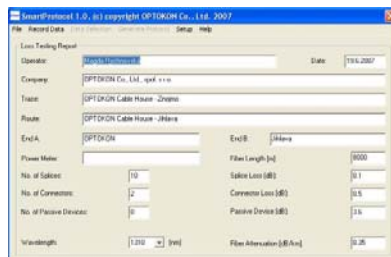 SmartProtocol 1.0, (c) copyright OPTOKON Co., Ltd. 2007
File Record Data Data Selection Generate Protocol Setup Help
Loss Testing Report
Operator: Date: 19.6.2007
Company: OPTOKON Co., Ltd., spol. s r.o.
Trace: OPTOKON Cable House - Znojmo
Route: OPTOKON Cable House - Jihlava
End A: OPTOKON End B: Jihlava
Power Meter: Fiber Length [m] 8000
No. of Splices: 10 Splice Loss [dB]: 0.1
No. of Connectors: 2 Connector Loss [dB]: 0.5
No. of Passive Devices: 0 Passive Device [dB]: 3.6
Wavelength: 1310 [nm] Fiber Attenuation [dB/km]: 0.35